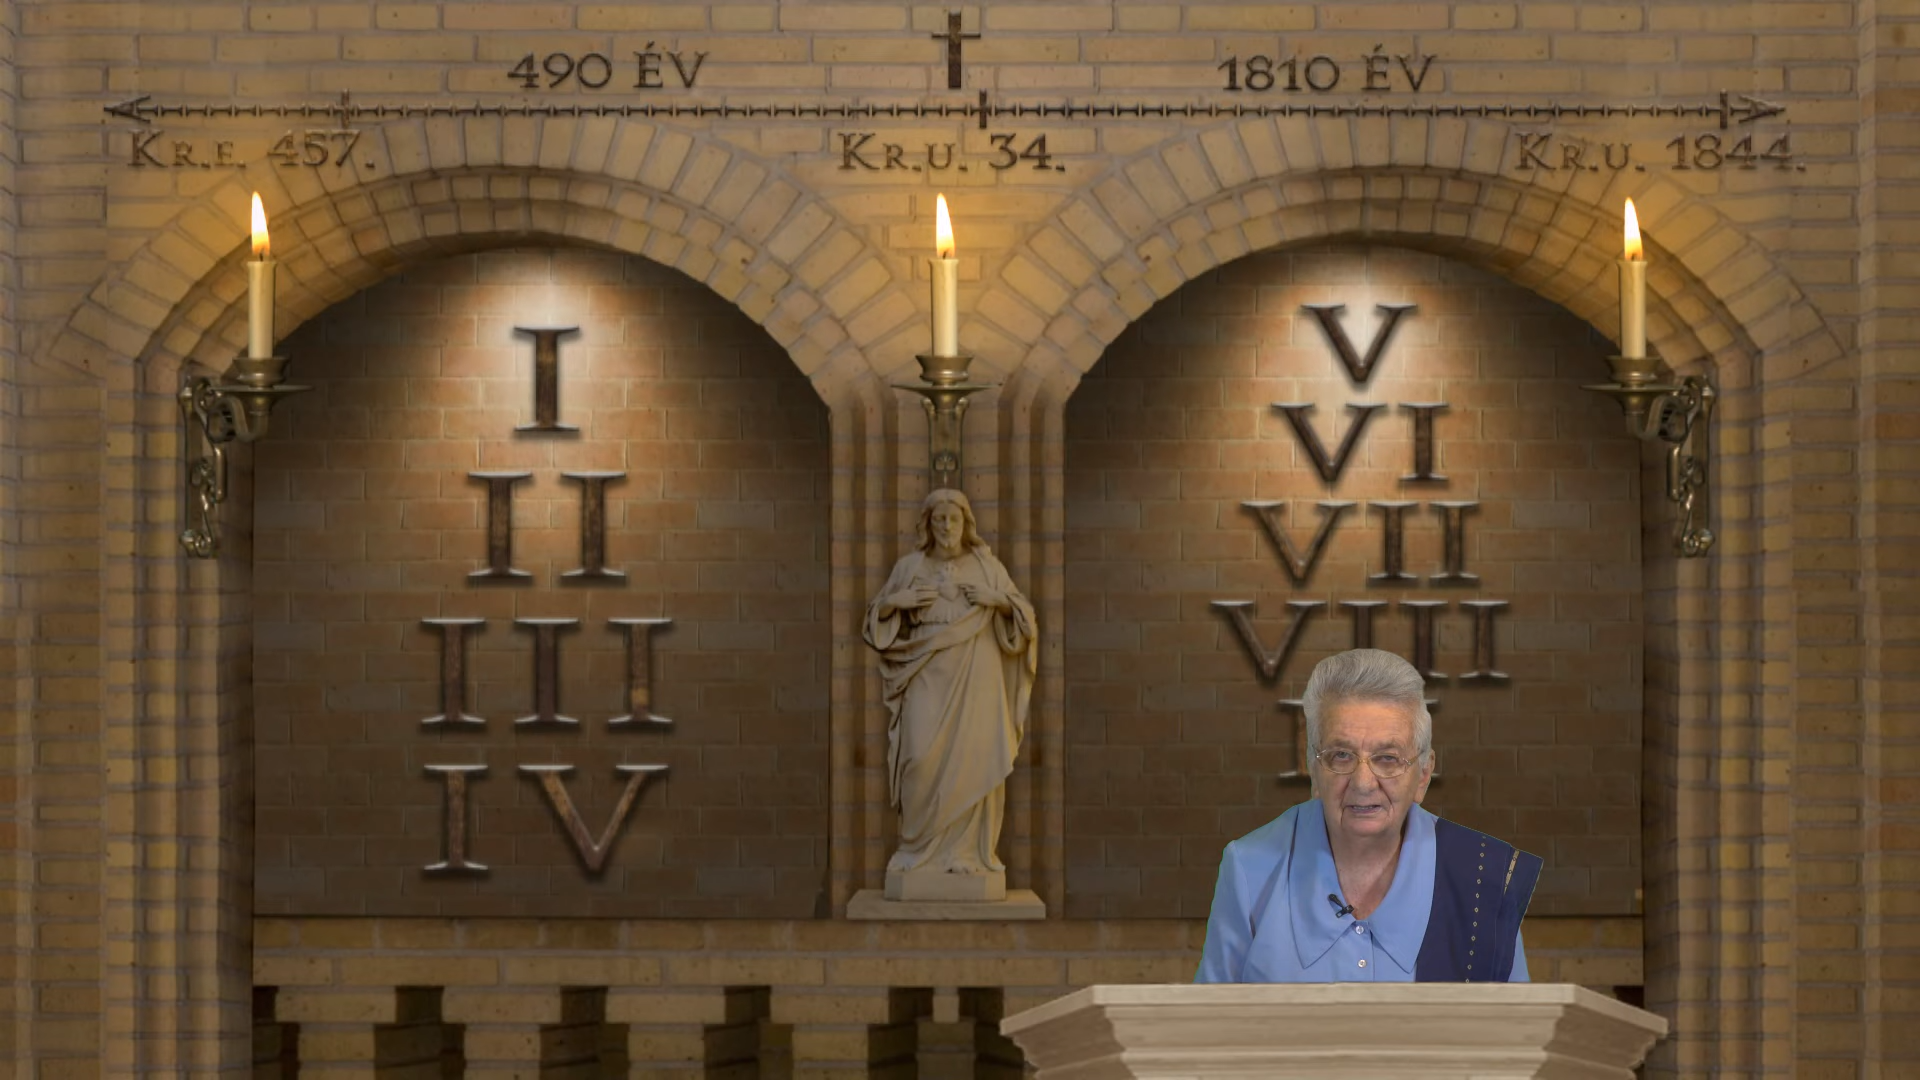 490 ÉV 1810 ÉV
Kr.e. 457. Kr.u. 34. Kr.u. 1844.
I
II
III
IV
V
VI
VII
VIII